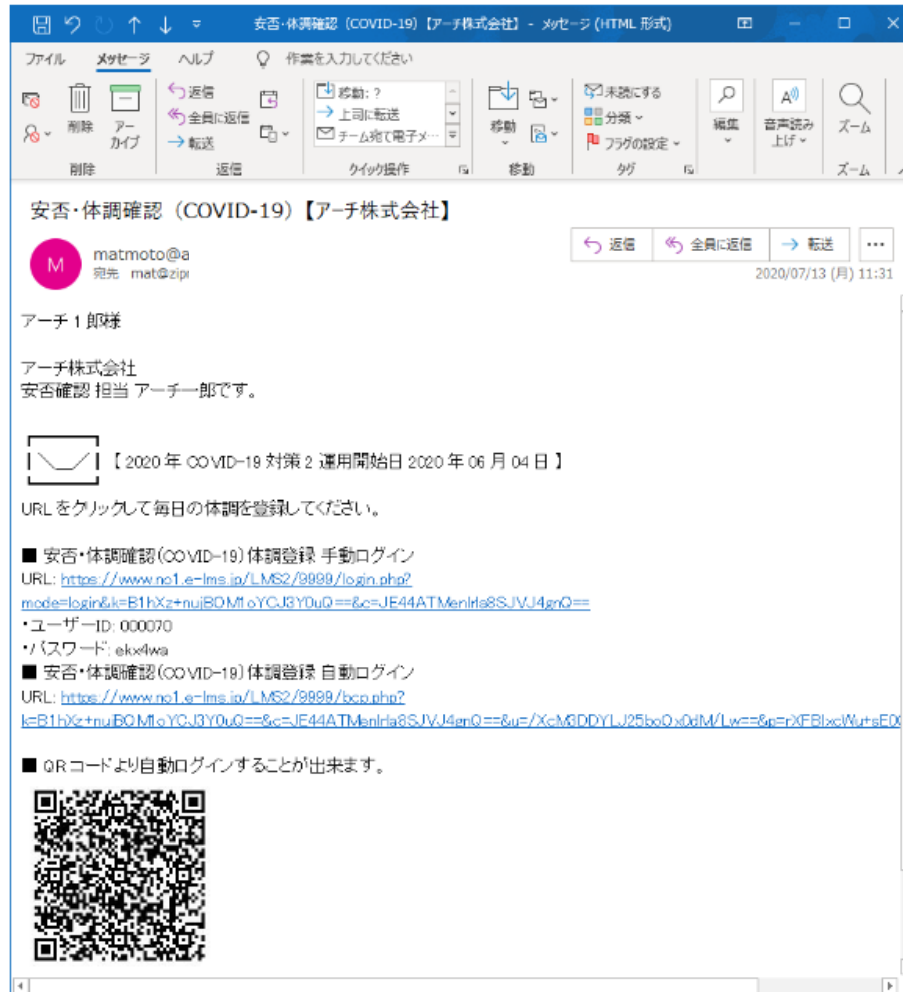 安否・体調確認（COVID-19）【アーチ株式会社】 - メッセージ (HTML 形式)
ファイル メッセージ ヘルプ 作業を入力してください
削除 アーカイブ 返信 全員に返信 転送 移動: ? 上司に転送 チーム宛て電子メ… 移動 未読にする 分類 フラグの設定 編集 音声読み上げ ズーム
削除 返信 クイック操作 移動 タグ ズーム
安否・体調確認（COVID-19）【アーチ株式会社】
返信 全員に返信 転送 …
M
matmoto@a
宛先 mat@zip
2020/07/13 (月) 11:31
アーチ 1 郎様
アーチ株式会社
安否確認 担当 アーチ一郎です。
【 2020 年 COVID-19 対策 2 運用開始日 2020 年 06 月 04 日 】
URL をクリックして毎日の体調を登録してください。
■ 安否・体調確認(COVID-19) 体調登録 手動ログイン
URL: https://www.no1.e-lms.jp/LMS2/9999/login.php?
mode=login&k=B1hXz+nujBOM1oYCJ3Y0uQ==&c=JE44ATMenIrla8SJVJ4gnQ==
・ユーザーID: 000070
・パスワード: ekx4wa
■ 安否・体調確認(COVID-19) 体調登録 自動ログイン
URL: https://www.no1.e-lms.jp/LMS2/9999/bcp.php?
k=B1hXz+nujBOM1oYCJ3Y0uQ==&c=JE44ATMenIrla8SJVJ4gnQ==&u=/XcM3DDYLJ25boOx0dM/Lw==&p=rXFBIxcWu+sE0
■ QRコードより自動ログインすることが出来ます。